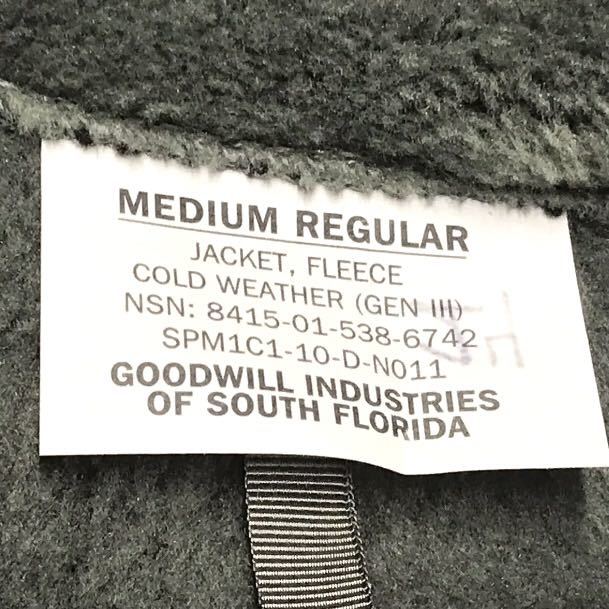 MEDIUM REGULAR
JACKET, FLEECE
COLD WEATHER (GEN III)
NSN: 8415-01-538-6742
SPM1C1-10-D-N011
GOODWILL INDUSTRIES
OF SOUTH FLORIDA